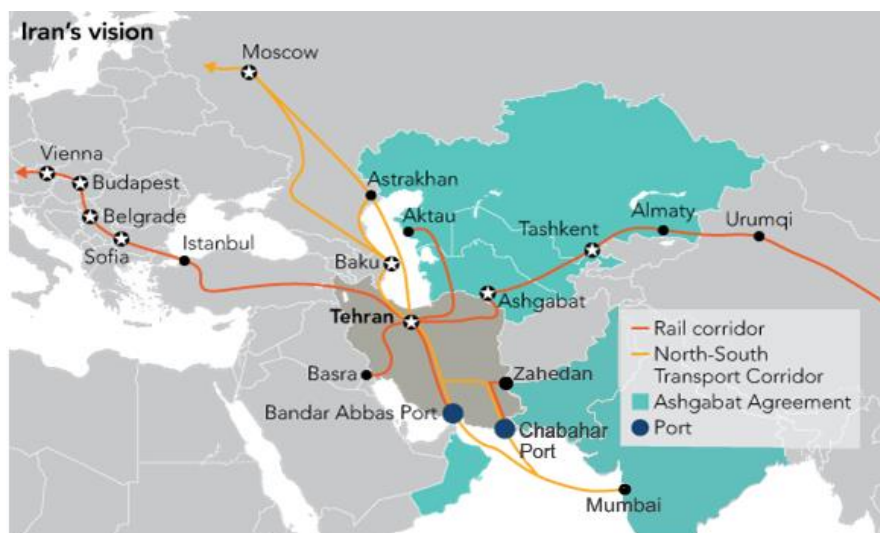 Iran's vision
Moscow
Vienna
Budapest
Belgrade
Sofia
Istanbul
Astrakhan
Aktau
Baku
Tehran
Basra
Bandar Abbas Port
Tashkent
Almaty
Urumqi
Ashgabat
Zahedan
Chabahar
Port
Mumbai
Rail corridor
North-South
Transport Corridor
Ashgabat Agreement
Port